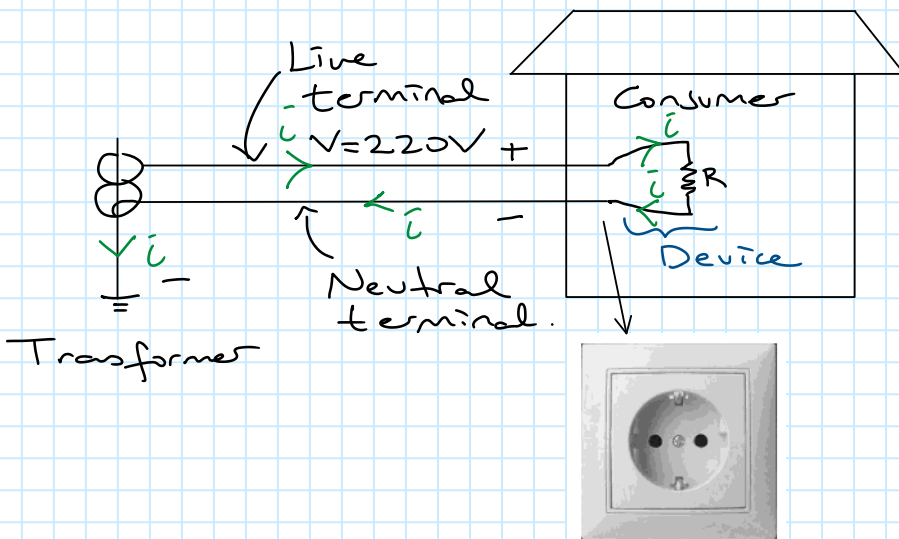 Live
terminal
i
V=220V +
Consumer
i
i
R
i
-
Device
i
-
Neutral
terminal.
Transformer